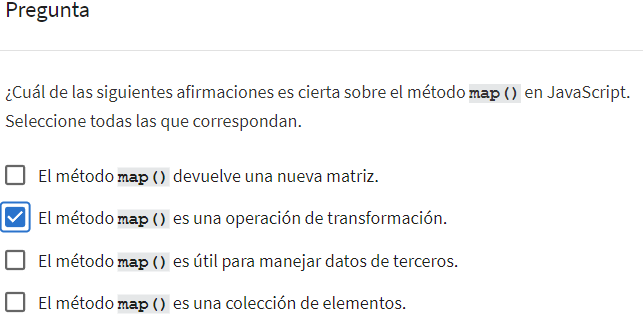 Pregunta
¿Cuál de las siguientes afirmaciones es cierta sobre el método map() en JavaScript.
Seleccione todas las que correspondan.
El método map() devuelve una nueva matriz.
El método map() es una operación de transformación.
El método map() es útil para manejar datos de terceros.
El método map() es una colección de elementos.